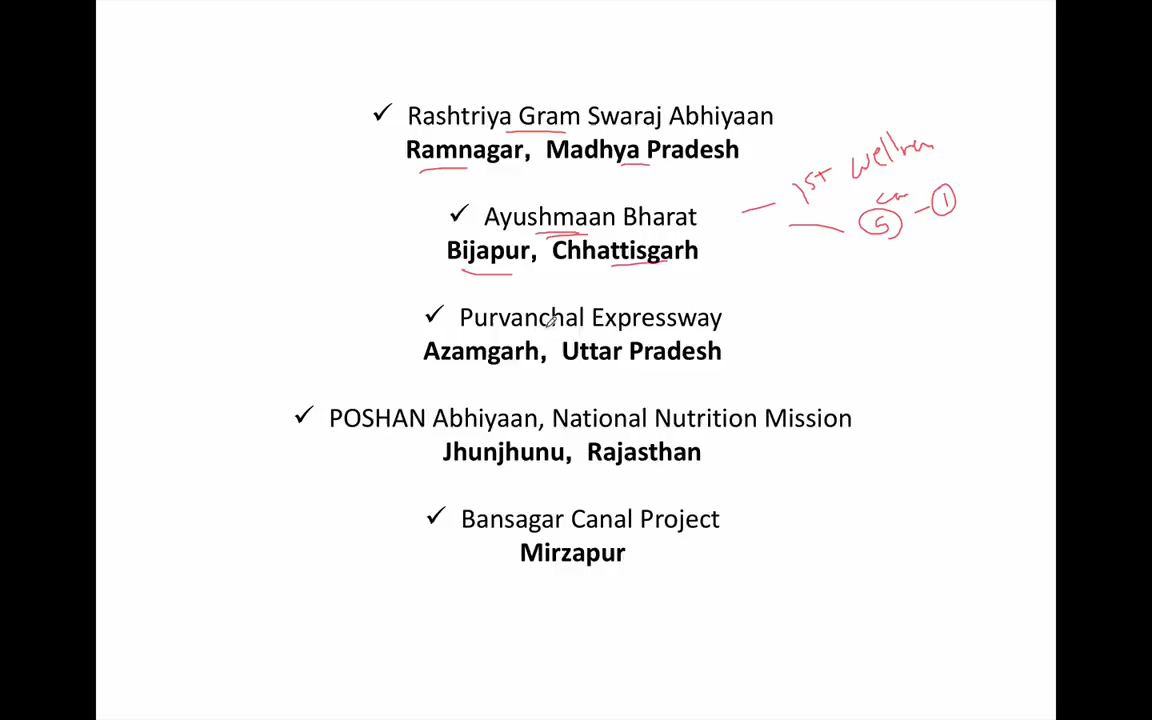 ✓ Rashtriya Gram Swaraj Abhiyaan
Ramnagar, Madhya Pradesh
1st
✓ Ayushmaan Bharat
5 - 1
Bijapur, Chhattisgarh
✓ Purvanchal Expressway
Azamgarh, Uttar Pradesh
✓ POSHAN Abhiyaan, National Nutrition Mission
Jhunjhunu, Rajasthan
✓ Bansagar Canal Project
Mirzapur